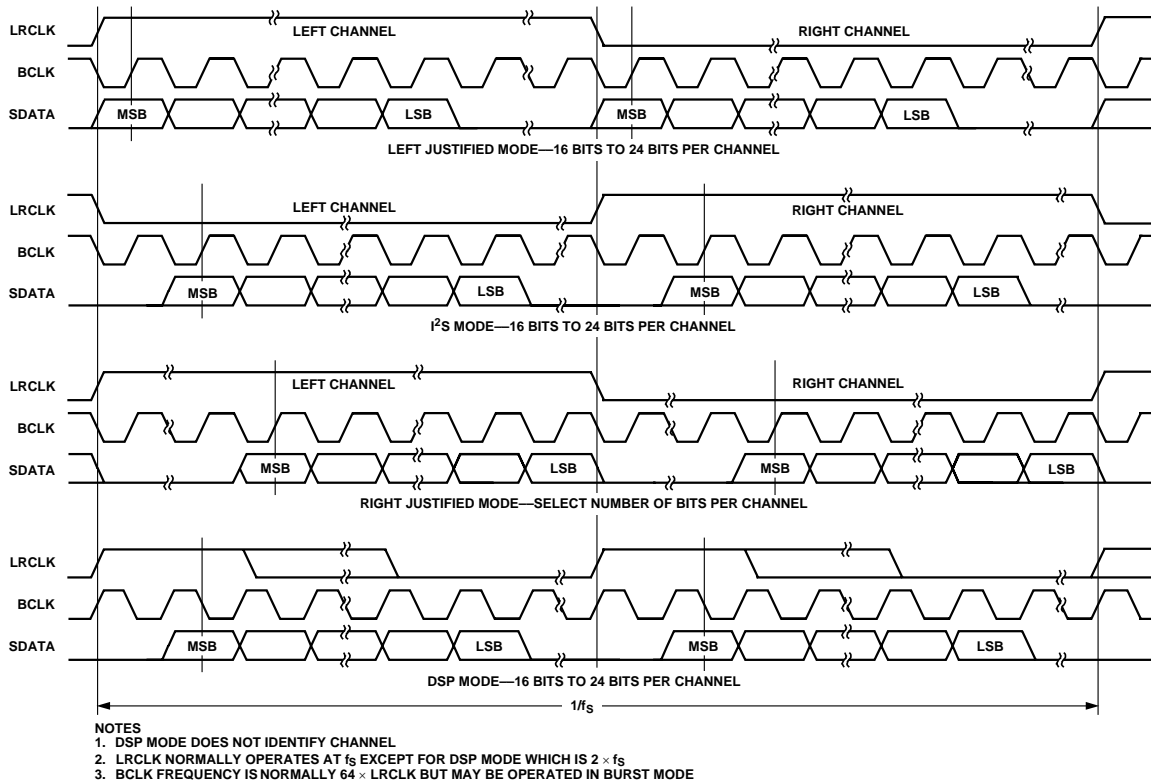 LRCLK LEFT CHANNEL RIGHT CHANNEL
BCLK
SDATA MSB LSB MSB LSB
LEFT JUSTIFIED MODE—16 BITS TO 24 BITS PER CHANNEL
LRCLK LEFT CHANNEL RIGHT CHANNEL
BCLK
SDATA MSB LSB MSB LSB
I²S MODE—16 BITS TO 24 BITS PER CHANNEL
LRCLK LEFT CHANNEL RIGHT CHANNEL
BCLK
SDATA MSB LSB MSB LSB
RIGHT JUSTIFIED MODE—SELECT NUMBER OF BITS PER CHANNEL
LRCLK
BCLK
SDATA MSB LSB MSB LSB
DSP MODE—16 BITS TO 24 BITS PER CHANNEL
1/fS
NOTES
1. DSP MODE DOES NOT IDENTIFY CHANNEL
2. LRCLK NORMALLY OPERATES AT fS EXCEPT FOR DSP MODE WHICH IS 2 × fS
3. BCLK FREQUENCY IS NORMALLY 64 × LRCLK BUT MAY BE OPERATED IN BURST MODE